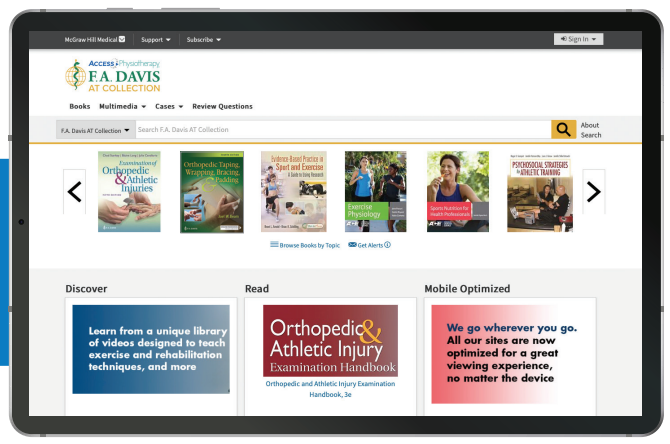 McGraw Hill Medical Support Subscribe Sign In
Access Physiotherapy
F.A. DAVIS
AT COLLECTION
Books Multimedia Cases Review Questions
F.A. Davis AT Collection Search F.A. Davis AT Collection
About
Search
Examination of
Orthopedic
& Athletic
Injuries
Orthopedic Taping,
Wrapping, Bracing,
& Padding
Evidence-Based Practice in
Sport and Exercise
A Guide to Using Research
Exercise
Physiology
Sports Nutrition for
Health Professionals
PSYCHOSOCIAL STRATEGIES
for ATHLETIC TRAINING
Browse Books by Topic Get Alerts
Discover Read Mobile Optimized
Learn from a unique library
of videos designed to teach
exercise and rehabilitation
techniques, and more
Orthopedic &
Athletic Injury
Examination Handbook
Orthopedic and Athletic Injury Examination
Handbook, 3e
We go wherever you go.
All our sites are now
optimized for a great
viewing experience,
no matter the device